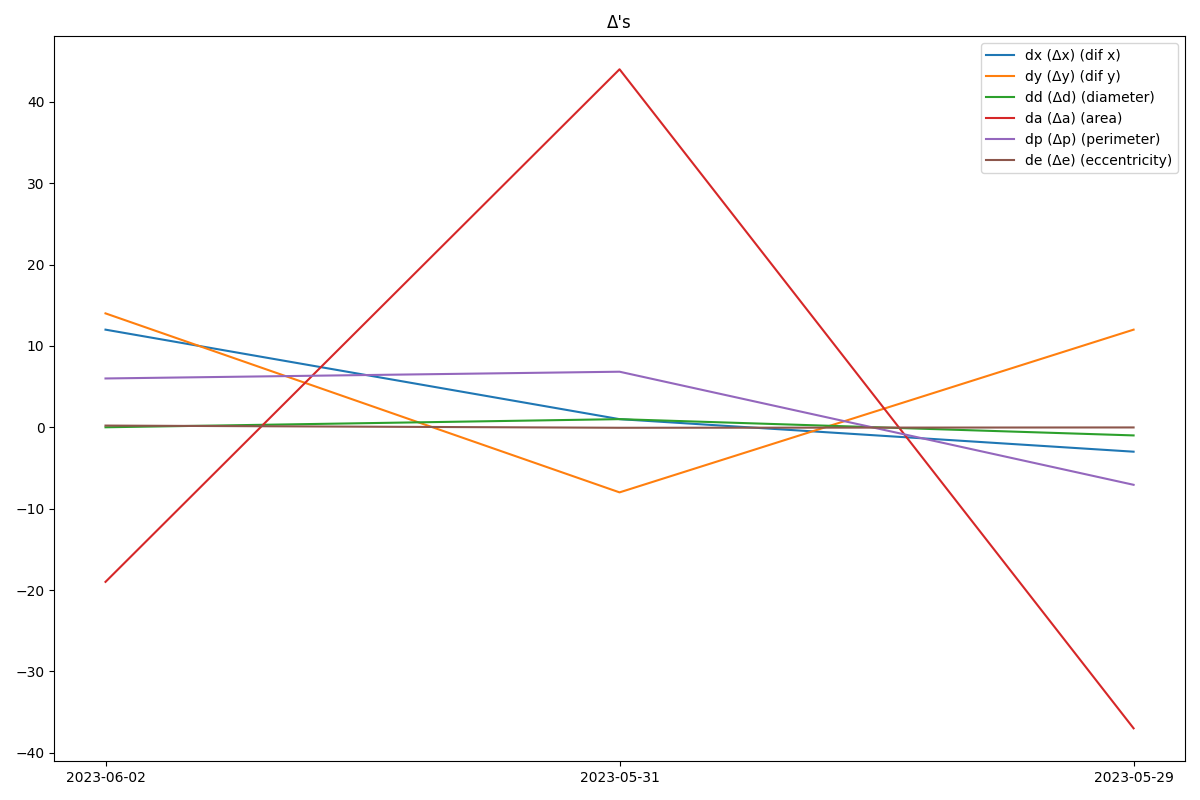 Δ's
dx (Δx) (dif x)
dy (Δy) (dif y)
dd (Δd) (diameter)
da (Δa) (area)
dp (Δp) (perimeter)
de (Δe) (eccentricity)
40
30
20
10
0
−10
−20
−30
−40
2023-06-02 2023-05-31 2023-05-29